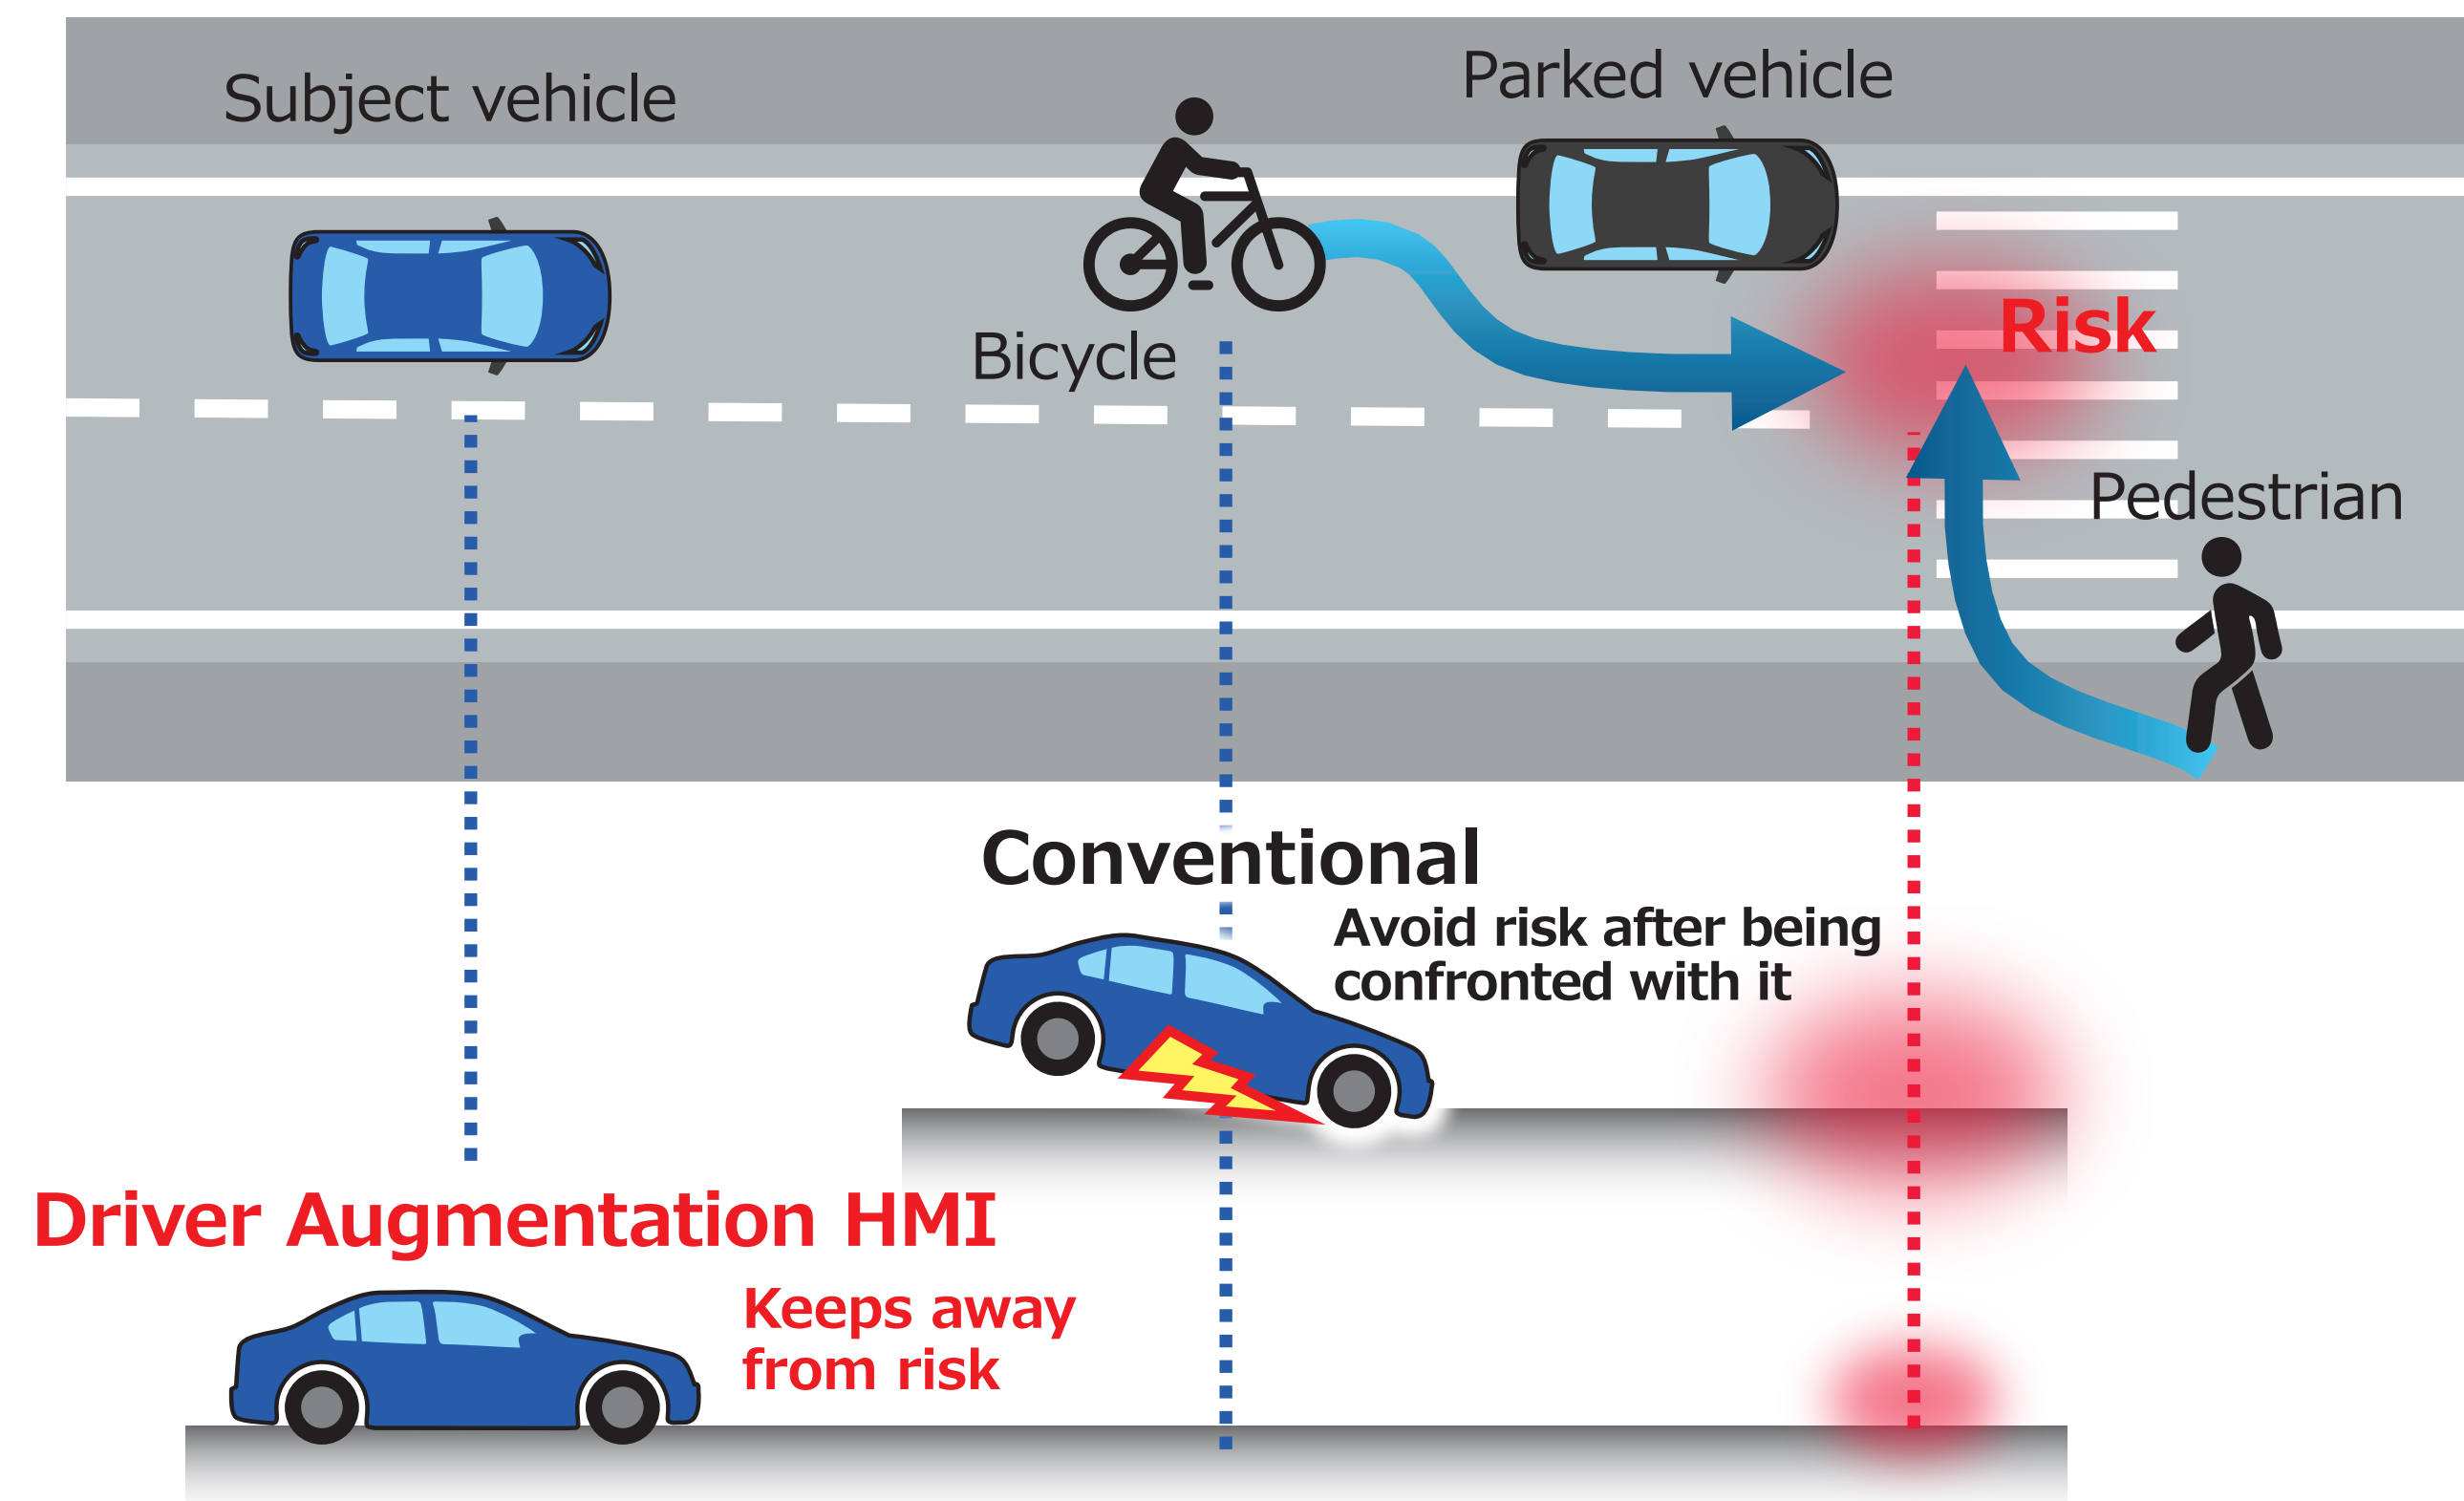 Subject vehicle
Parked vehicle
Bicycle
Risk
Pedestrian
Conventional
Avoid risk after being
confronted with it
Driver Augmentation HMI
Keeps away
from risk